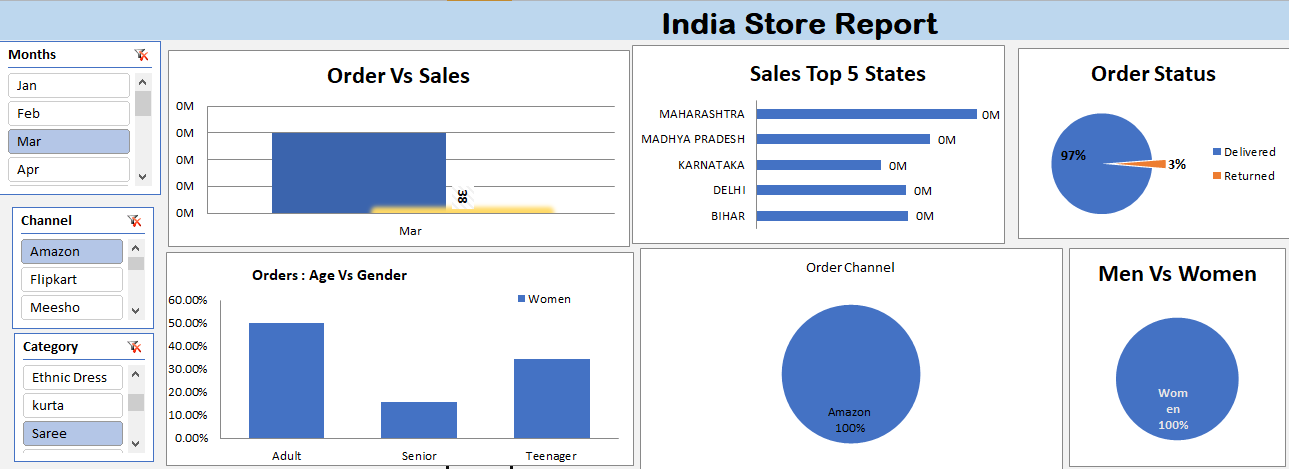 India Store Report
Months
Jan
Feb
Mar
Apr
Channel
Amazon
Flipkart
Meesho
Category
Ethnic Dress
kurta
Saree
Order Vs Sales
0M
0M
0M
0M
0M
38
Mar
Sales Top 5 States
MAHARASHTRA 0M
MADHYA PRADESH 0M
KARNATAKA 0M
DELHI 0M
BIHAR 0M
Order Status
97%
3%
Delivered
Returned
Orders : Age Vs Gender
Women
60.00%
50.00%
40.00%
30.00%
20.00%
10.00%
0.00%
Adult Senior Teenager
Order Channel
Amazon
100%
Men Vs Women
Wom
en
100%